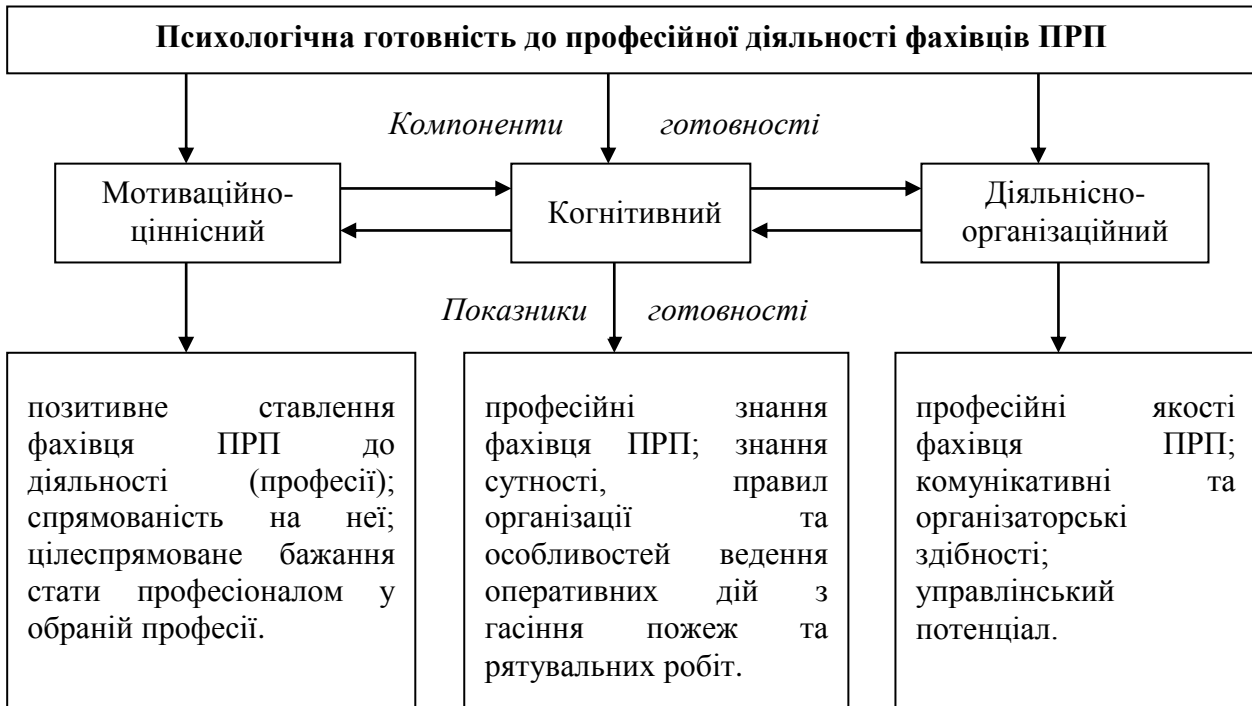 Психологічна готовність до професійної діяльності фахівців ПРП
Компоненти готовності
Мотиваційно-
ціннісний
Когнітивний
Діяльнісно-
організаційний
Показники готовності
позитивне ставлення
фахівця ПРП до
діяльності (професії);
спрямованість на неї;
цілеспрямоване бажання
стати професіоналом у
обраній професії.
професійні знання
фахівця ПРП; знання
сутності, правил
організації та
особливостей ведення
оперативних дій з
гасіння пожеж та
рятувальних робіт.
професійні якості
фахівця ПРП;
комунікативні та
організаторські
здібності;
управлінський
потенціал.